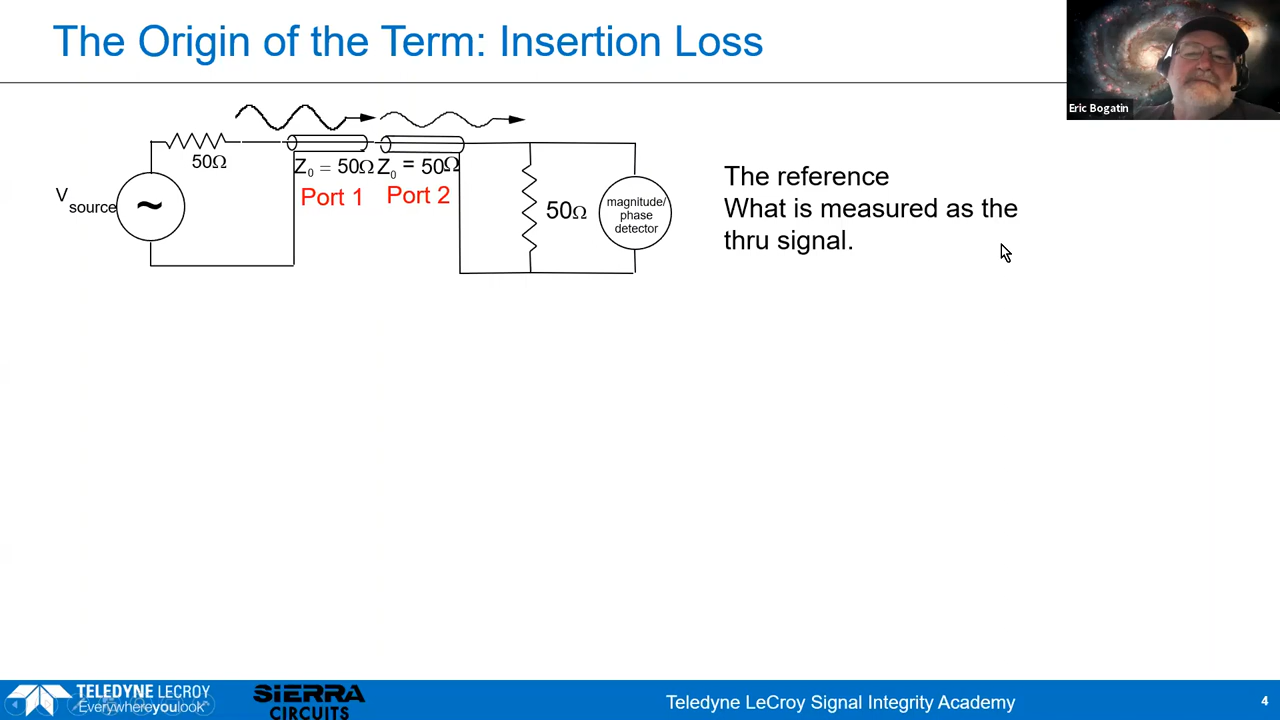 The Origin of the Term: Insertion Loss
Eric Bogatin
50Ω
Z0 = 50Ω
Z0 = 50Ω
Port 1
Port 2
Vsource
~
50Ω
magnitude/
phase
detector
The reference
What is measured as the
thru signal.
TELEDYNE LECROY
Everywhereyoulook
SIERRA
CIRCUITS
Teledyne LeCroy Signal Integrity Academy
4